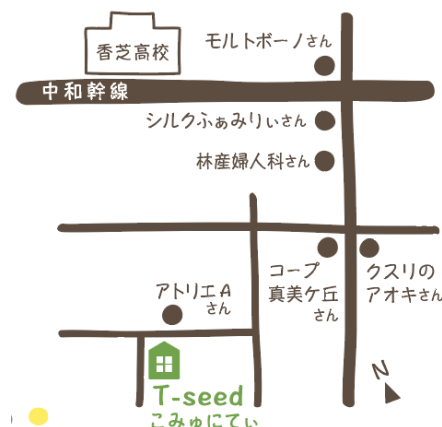 モルトボーノさん
香芝高校
中和幹線
シルクふぁみりぃさん
林産婦人科さん
コープ
真美ケ丘
さん
クスリの
アオキさん
アトリエA
さん
N
T-seed
こみゅにてぃ